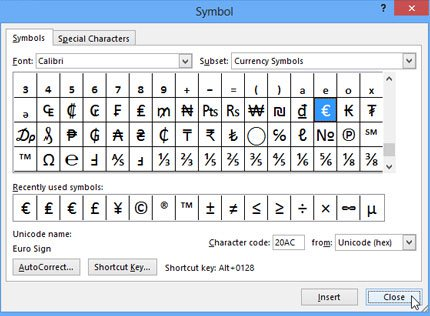 Symbol
? ×
Symbols Special Characters
Font: Calibri Subset: Currency Symbols
3 4 5 6 7 8 9 + − = ( ) a e o x
ₔ ₠ ₡ ₢ ₣ ₤ ₥ ₦ ₧ ₨ ₩ ₪ ₫ € ₭ ₮
₯ ₰ ₱ ₲ ₳ ₴ ₵ ₸ ₹ ₺ ◯ ℅ ℓ № ℗ ℠
™ Ω ℮ Ⅎ ⅍ ⅎ ⅓ ⅔ ⅕ ⅖ ⅗ ⅘ ⅙ ⅚ ⅛ ⅜
Recently used symbols:
€ € € £ ¥ © ® ™ ± ≠ ≤ ≥ ÷ × ∞ µ
Unicode name:
Euro Sign
Character code: 20AC from: Unicode (hex)
AutoCorrect... Shortcut Key... Shortcut key: Alt+0128
Insert Close